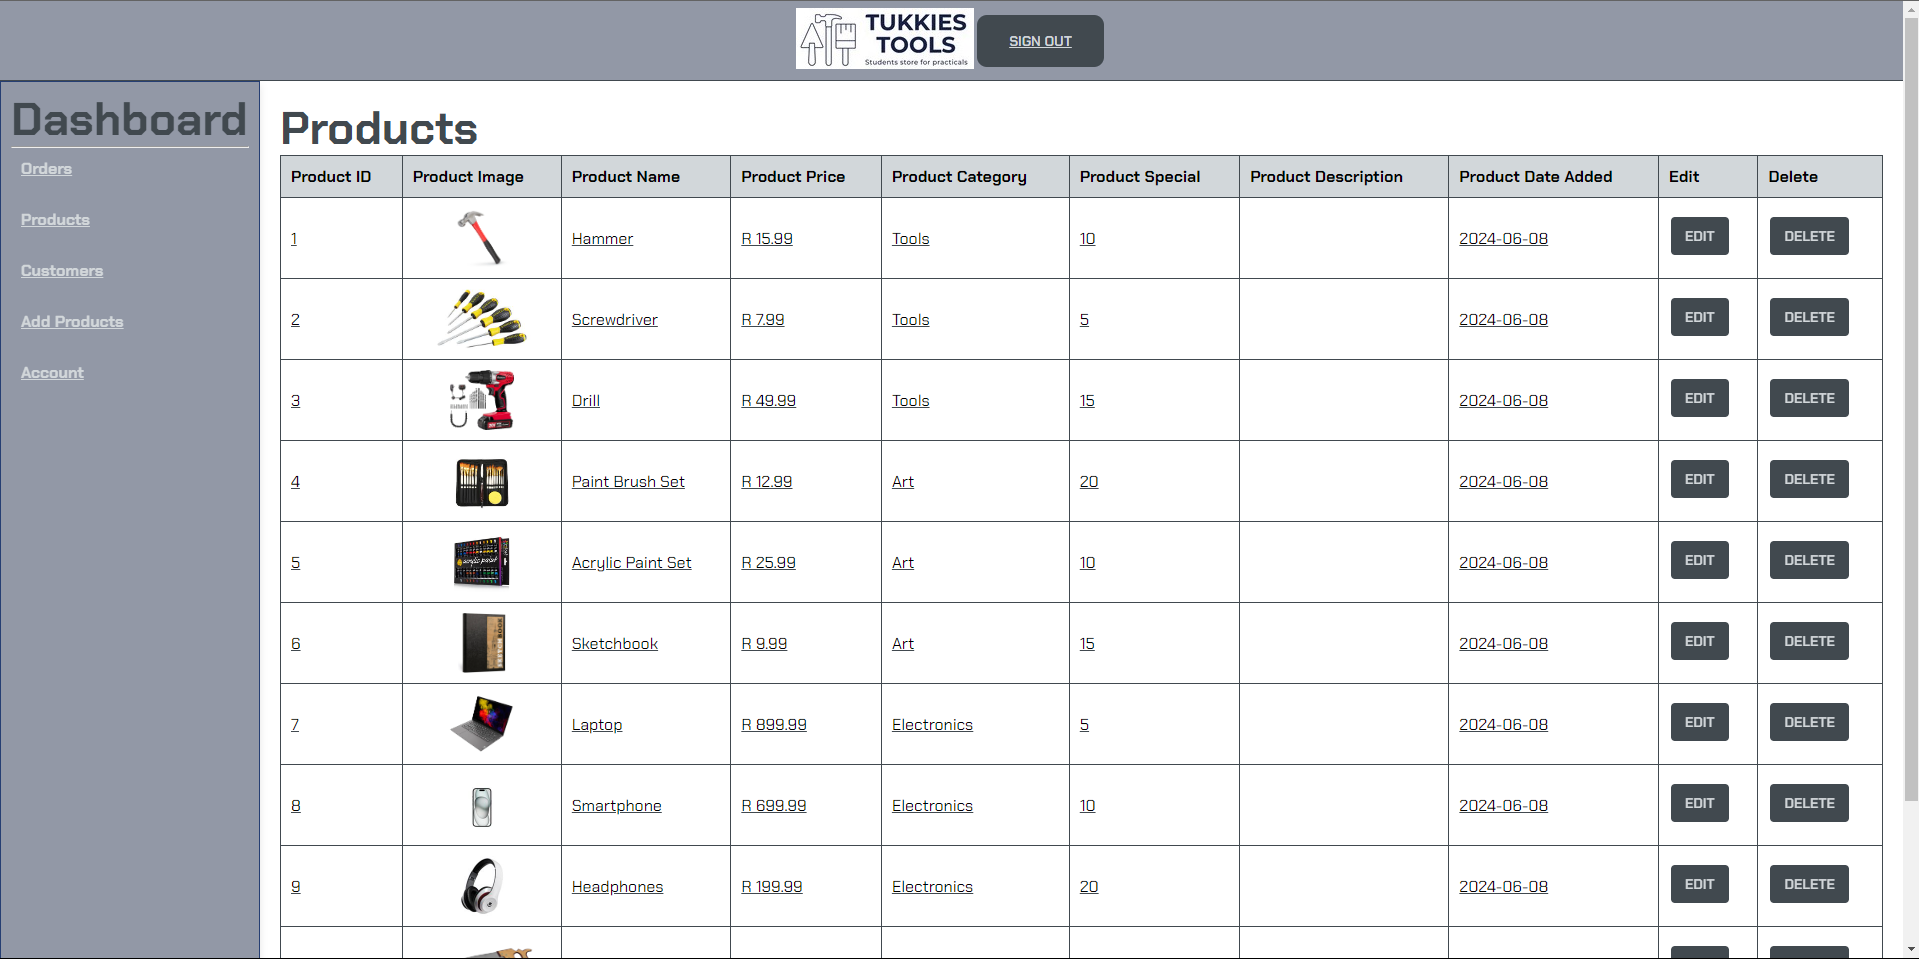 TUKKIES
TOOLS
Students store for practicals
SIGN OUT
Dashboard
Orders
Products
Customers
Add Products
Account
Products
Product ID Product Image Product Name Product Price Product Category Product Special Product Description Product Date Added Edit Delete
1 Hammer R 15.99 Tools 10 2024-06-08 EDIT DELETE
2 Screwdriver R 7.99 Tools 5 2024-06-08 EDIT DELETE
3 Drill R 49.99 Tools 15 2024-06-08 EDIT DELETE
4 Paint Brush Set R 12.99 Art 20 2024-06-08 EDIT DELETE
5 acrylic paint Acrylic Paint Set R 25.99 Art 10 2024-06-08 EDIT DELETE
6 SKETCH BOOK Sketchbook R 9.99 Art 15 2024-06-08 EDIT DELETE
7 Laptop R 899.99 Electronics 5 2024-06-08 EDIT DELETE
8 Smartphone R 699.99 Electronics 10 2024-06-08 EDIT DELETE
9 Headphones R 199.99 Electronics 20 2024-06-08 EDIT DELETE